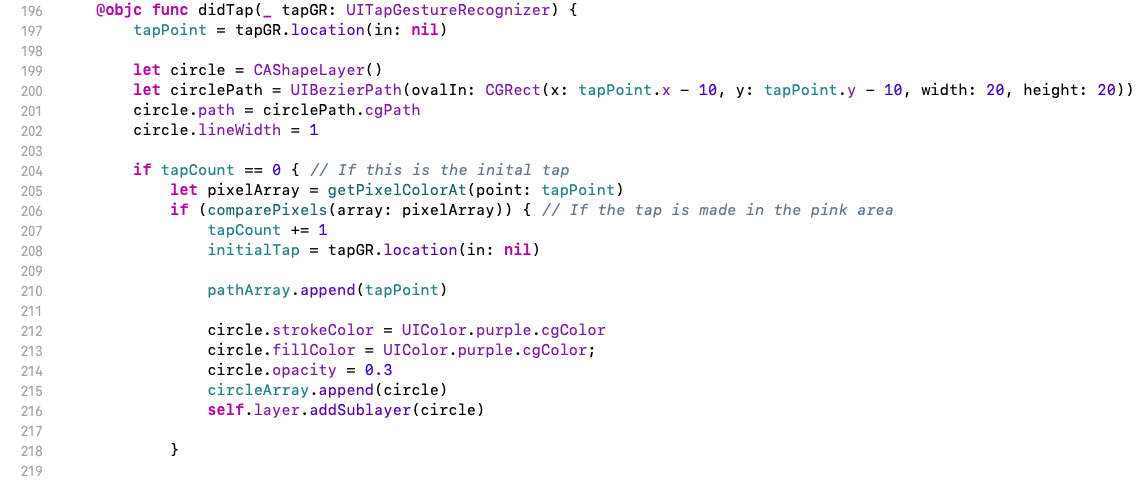 196 @objc func didTap(_ tapGR: UITapGestureRecognizer) {
197 tapPoint = tapGR.location(in: nil)
198
199 let circle = CAShapeLayer()
200 let circlePath = UIBezierPath(ovalIn: CGRect(x: tapPoint.x - 10, y: tapPoint.y - 10, width: 20, height: 20))
201 circle.path = circlePath.cgPath
202 circle.lineWidth = 1
203
204 if tapCount == 0 { // If this is the inital tap
205 let pixelArray = getPixelColorAt(point: tapPoint)
206 if (comparePixels(array: pixelArray)) { // If the tap is made in the pink area
207 tapCount += 1
208 initialTap = tapGR.location(in: nil)
209
210 pathArray.append(tapPoint)
211
212 circle.strokeColor = UIColor.purple.cgColor
213 circle.fillColor = UIColor.purple.cgColor;
214 circle.opacity = 0.3
215 circleArray.append(circle)
216 self.layer.addSublayer(circle)
217
218 }
219